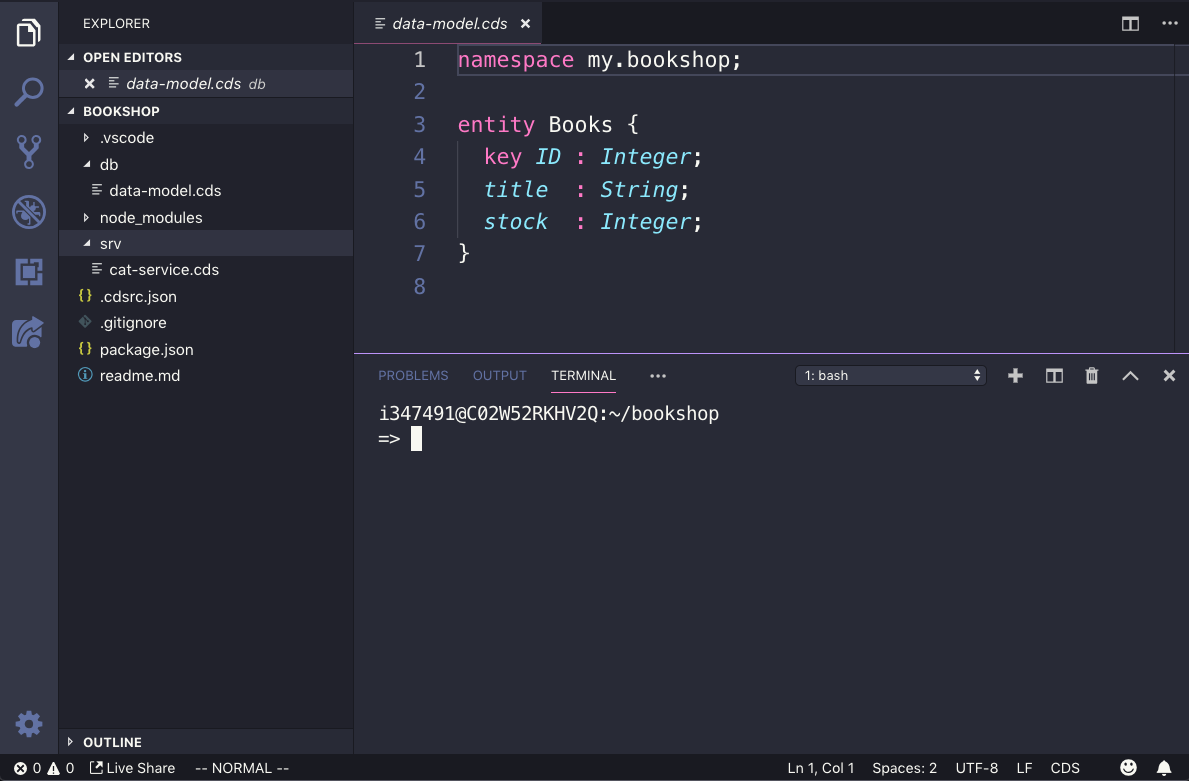 EXPLORER
OPEN EDITORS
data-model.cds db
BOOKSHOP
.vscode
db
data-model.cds
node_modules
srv
cat-service.cds
{} .cdsrc.json
.gitignore
{} package.json
readme.md
OUTLINE
data-model.cds
1 namespace my.bookshop;
2
3 entity Books {
4 key ID : Integer;
5 title : String;
6 stock : Integer;
7 }
8
PROBLEMS OUTPUT TERMINAL ••• 1: bash
i347491@C02W52RKHV2Q:~/bookshop
=>
0 0 Live Share -- NORMAL -- Ln 1, Col 1 Spaces: 2 UTF-8 LF CDS